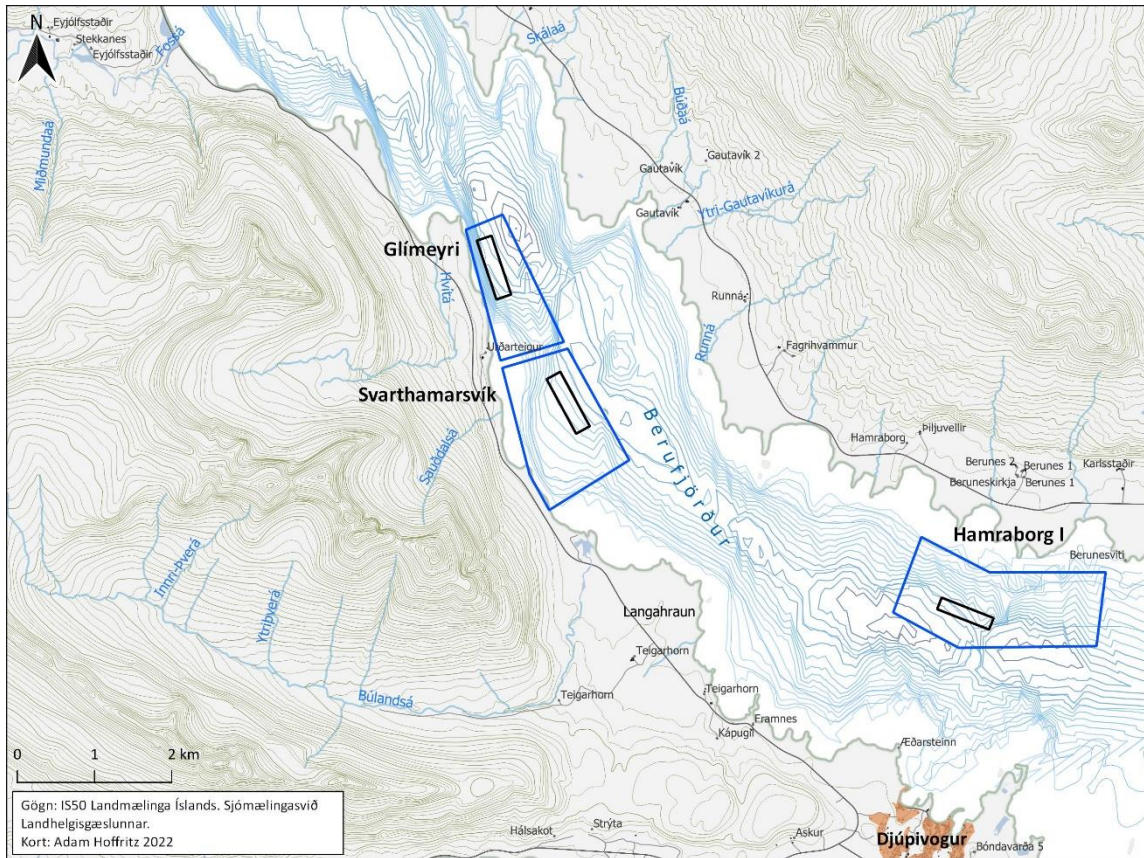 N
Eyjólfsstaðir
Stekkanes
Eyjólfsstaðir
Fossá
Skálaá
Miðmundaá
Búðaá
Gautavík
Gautavík 2
Gautavík
Ytri-Gautavíkurá
Glímeyri
Hvítá
Runná
Runná
Urðarteigur
Fagrihvammur
Svarthamarsvík
Sauðdalsá
Berufjörður
Hamraborg
Þiljuvellir
Berunes 2
Berunes 1
Karlsstaðir
Beruneskirkja
Berunes 1
Hamraborg I
Berunesviti
Innri-Þverá
Ytriþverá
Langahraun
Teigarhorn
Búlandsá
Teigarhorn
Teigarhorn
Framnes
Kápugil
Æðarsteinn
0 1 2 km
Gögn: IS50 Landmælinga Íslands. Sjómælingasvið
Landhelgisgæslunnar.
Kort: Adam Hoffritz 2022
Hálsakot
Strýta
Askur
Djúpivogur
Bóndavarða 5